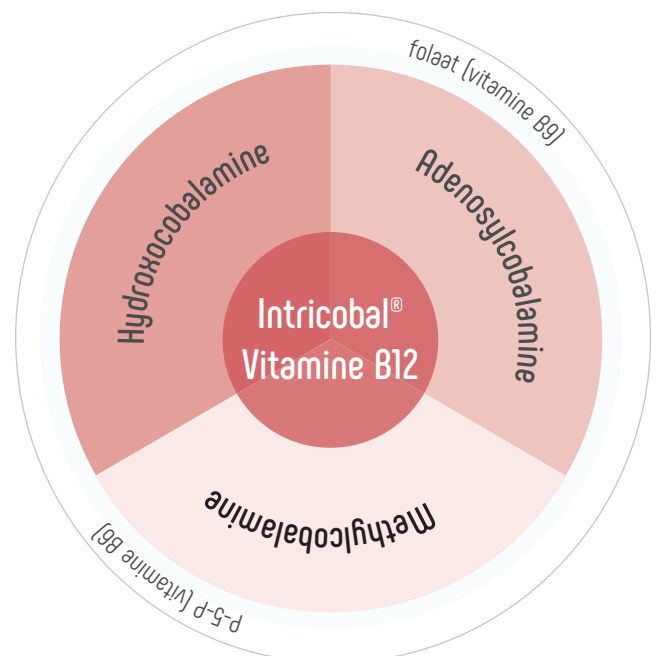 folaat (vitamine B9)
Hydroxocobalamine
Adenosylcobalamine
Intricobal®
Vitamine B12
Methylcobalamine
P-5-P (vitamine B6)